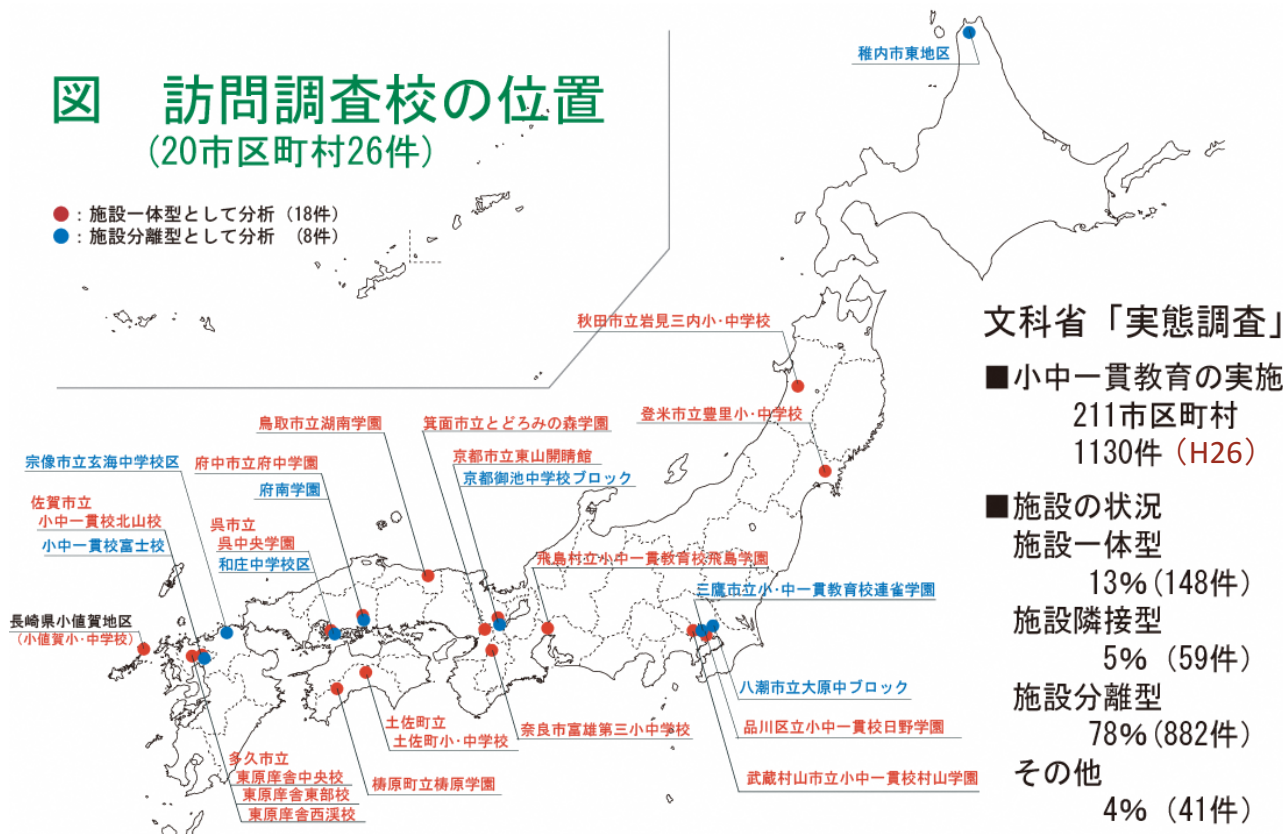 図　訪問調査校の位置
(20市区町村26件)
●：施設一体型として分析（18件）
●：施設分離型として分析　（8件）
稚内市東地区
秋田市立岩見三内小・中学校
登米市立豊里小・中学校
鳥取市立湖南学園
箕面市立とどろみの森学園
宗像市立玄海中学校区
府中市立府中学園
京都市立東山開睛館
府南学園
京都御池中学校ブロック
佐賀市立
小中一貫校北山校
小中一貫校富士校
呉市立
呉中央学園
和庄中学校区
飛島村立小中一貫教育校飛島学園
三鷹市立小・中一貫教育校連雀学園
長崎県小値賀地区
(小値賀小・中学校)
八潮市立大原中ブロック
品川区立小中一貫校日野学園
武蔵村山市立小中一貫校村山学園
奈良市富雄第三小中学校
土佐町立
土佐町小・中学校
梼原町立梼原学園
多久市立
東原庠舎中央校
東原庠舎東部校
東原庠舎西渓校
文科省「実態調査」
■小中一貫教育の実施
211市区町村
1130件（H26）
■施設の状況
施設一体型
13%(148件)
施設隣接型
5%（59件）
施設分離型
78%(882件)
その他
4%（41件）